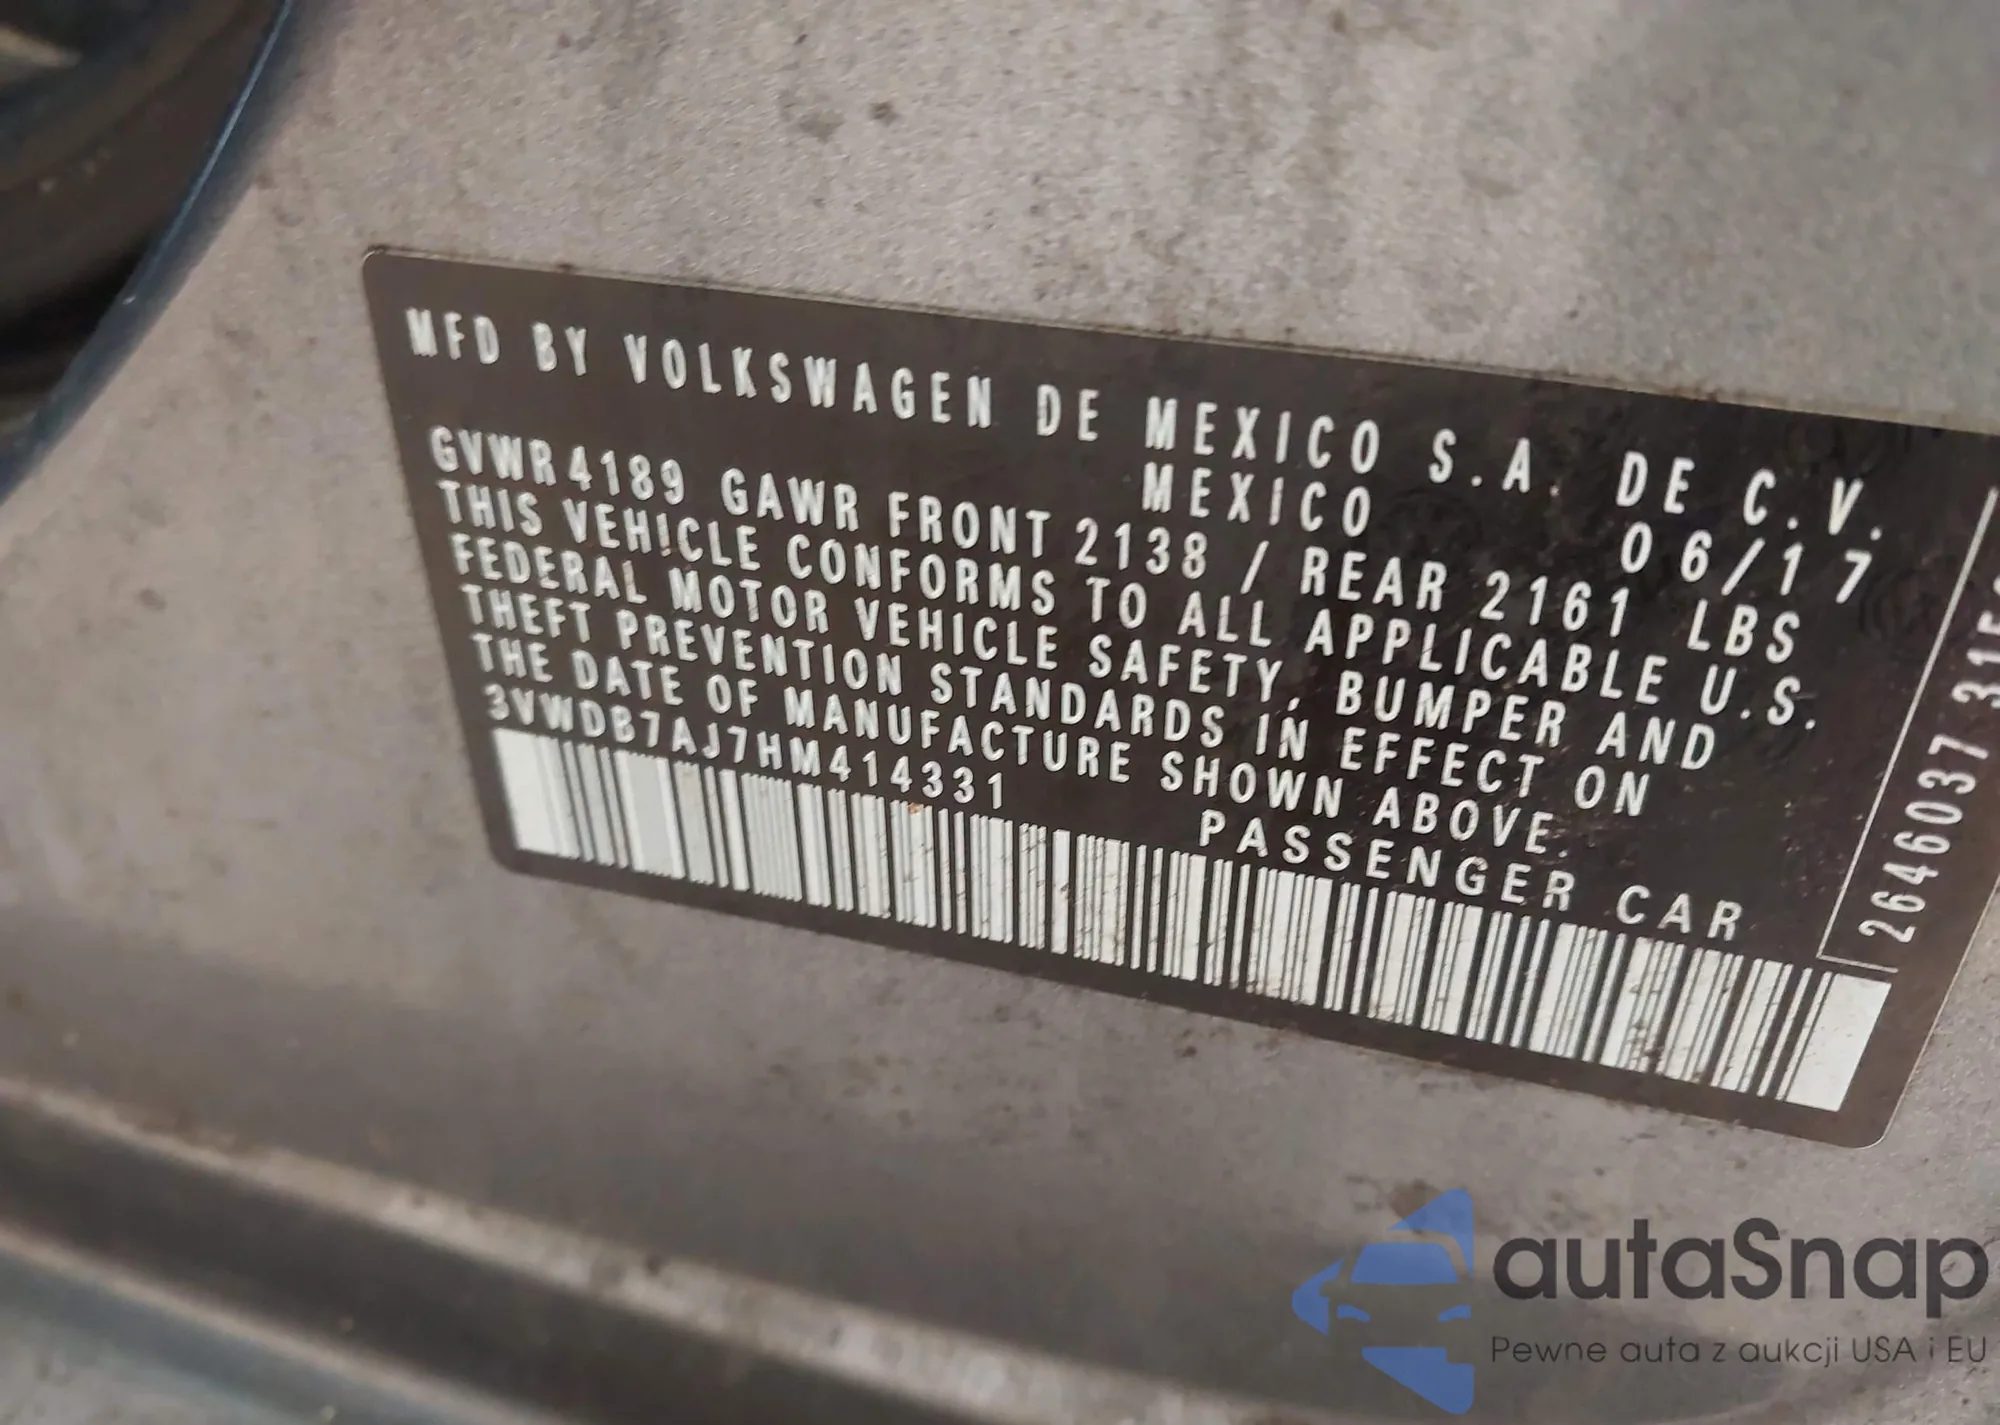 MFD BY VOLKSWAGEN DE MEXICO S.A. DE C.V.
MEXICO 06/17
GVWR 4189 GAWR FRONT 2138 / REAR 2161 LBS
THIS VEHICLE CONFORMS TO ALL APPLICABLE U.S.
FEDERAL MOTOR VEHICLE SAFETY, BUMPER AND
THEFT PREVENTION STANDARDS IN EFFECT ON
THE DATE OF MANUFACTURE SHOWN ABOVE.
3VWDB7AJ7HM414331 PASSENGER CAR
2646037
autaSnap
Pewne auta z aukcji USA i EU